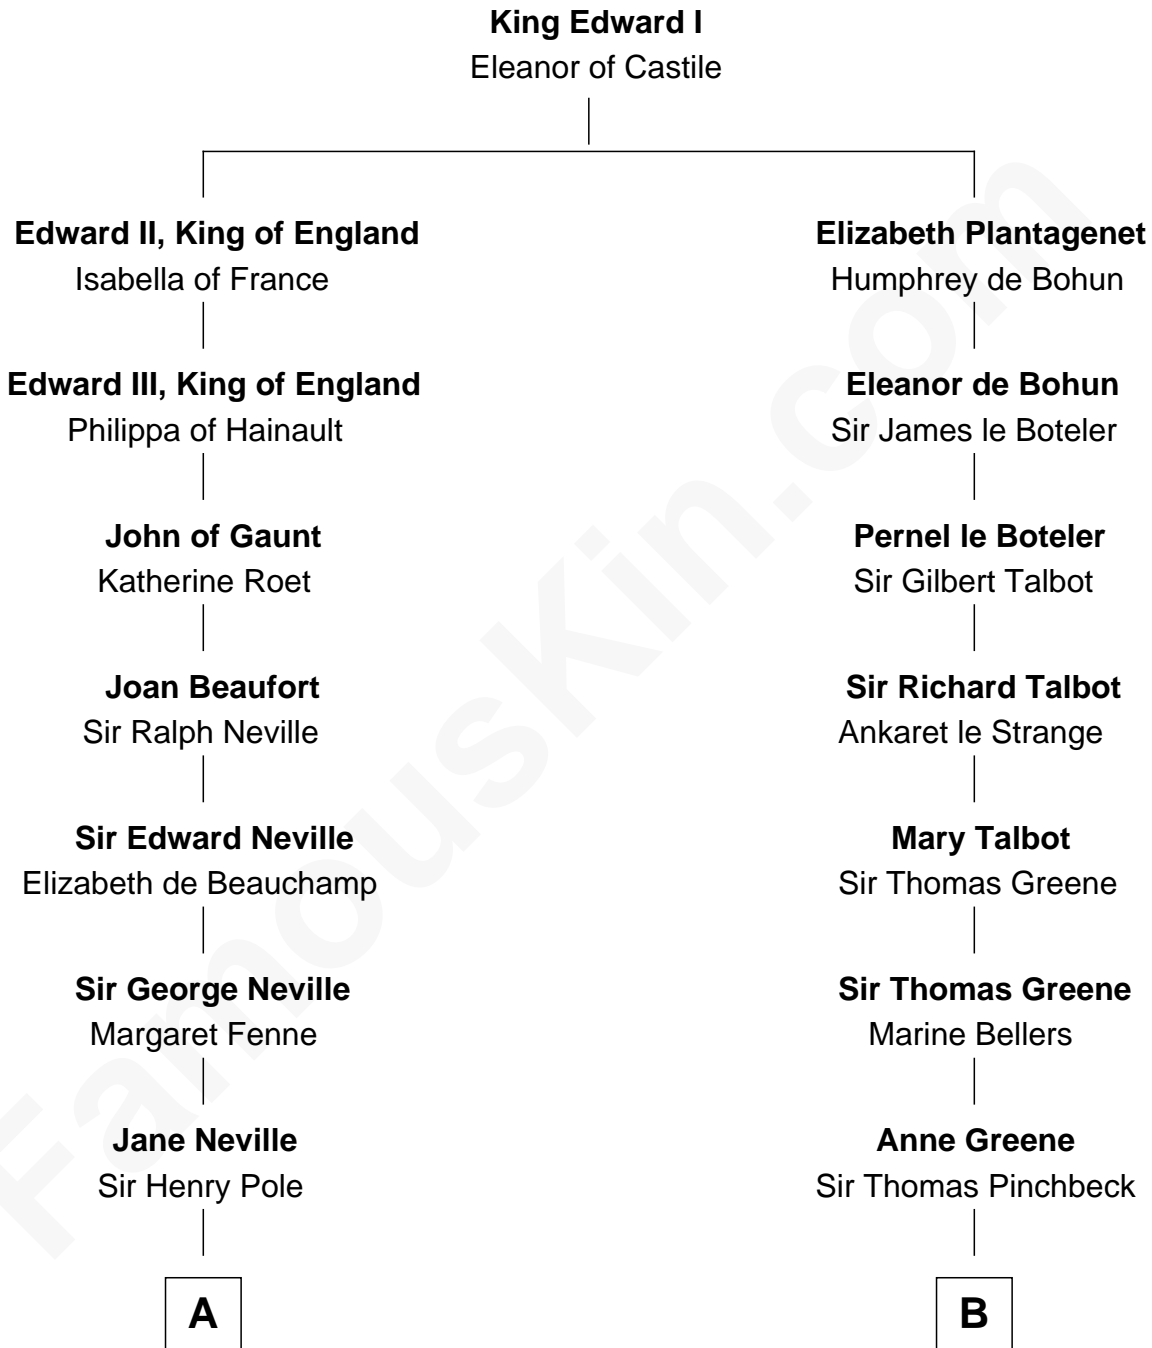 King Edward I
Eleanor of Castile
Edward II, King of England
Isabella of France
Edward III, King of England
Philippa of Hainault
John of Gaunt
Katherine Roet
Joan Beaufort
Sir Ralph Neville
Sir Edward Neville
Elizabeth de Beauchamp
Sir George Neville
Margaret Fenne
Jane Neville
Sir Henry Pole
A
Elizabeth Plantagenet
Humphrey de Bohun
Eleanor de Bohun
Sir James le Boteler
Pernel le Boteler
Sir Gilbert Talbot
Sir Richard Talbot
Ankaret le Strange
Mary Talbot
Sir Thomas Greene
Sir Thomas Greene
Marine Bellers
Anne Greene
Sir Thomas Pinchbeck
B
FamousKin.com